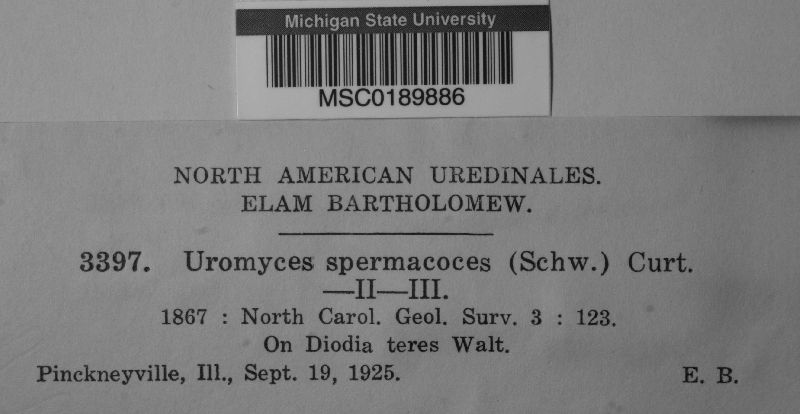 Michigan State University
MSC0189886
NORTH AMERICAN UREDINALES.
ELAM BARTHOLOMEW.
3397. Uromyces spermacoces (Schw.) Curt.
—II—III.
1867 : North Carol. Geol. Surv. 3 : 123.
On Diodia teres Walt.
Pinckneyville, Ill., Sept. 19, 1925. E. B.